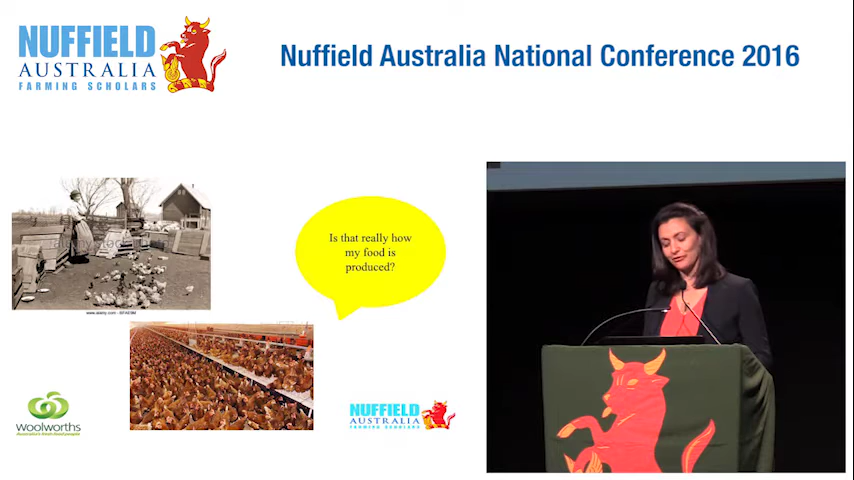 NUFFIELD
AUSTRALIA
FARMING SCHOLARS
Nuffield Australia National Conference 2016
Is that really how
my food is
produced?
woolworths
NUFFIELD
AUSTRALIA
FARMING SCHOLARS